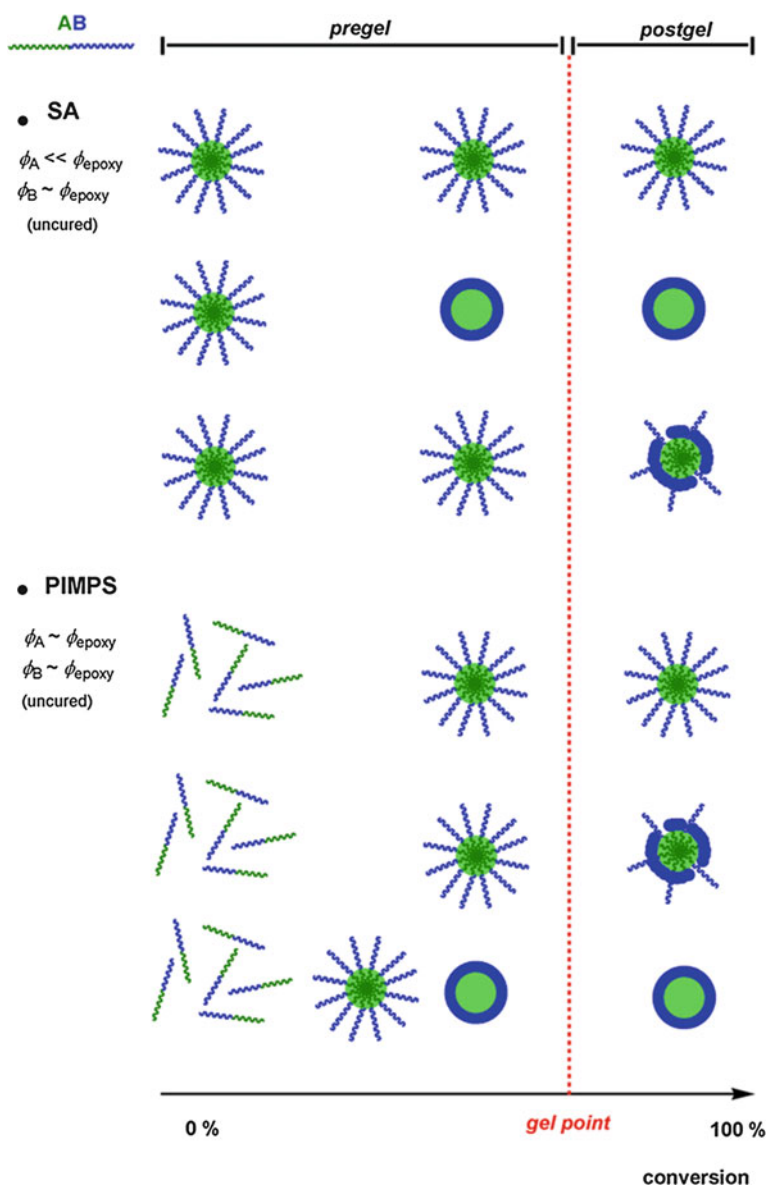 AB
pregel
postgel
• SA
ϕA << ϕepoxy
ϕB ~ ϕepoxy
(uncured)
• PIMPS
ϕA ~ ϕepoxy
ϕB ~ ϕepoxy
(uncured)
0 %
gel point
100 %
conversion